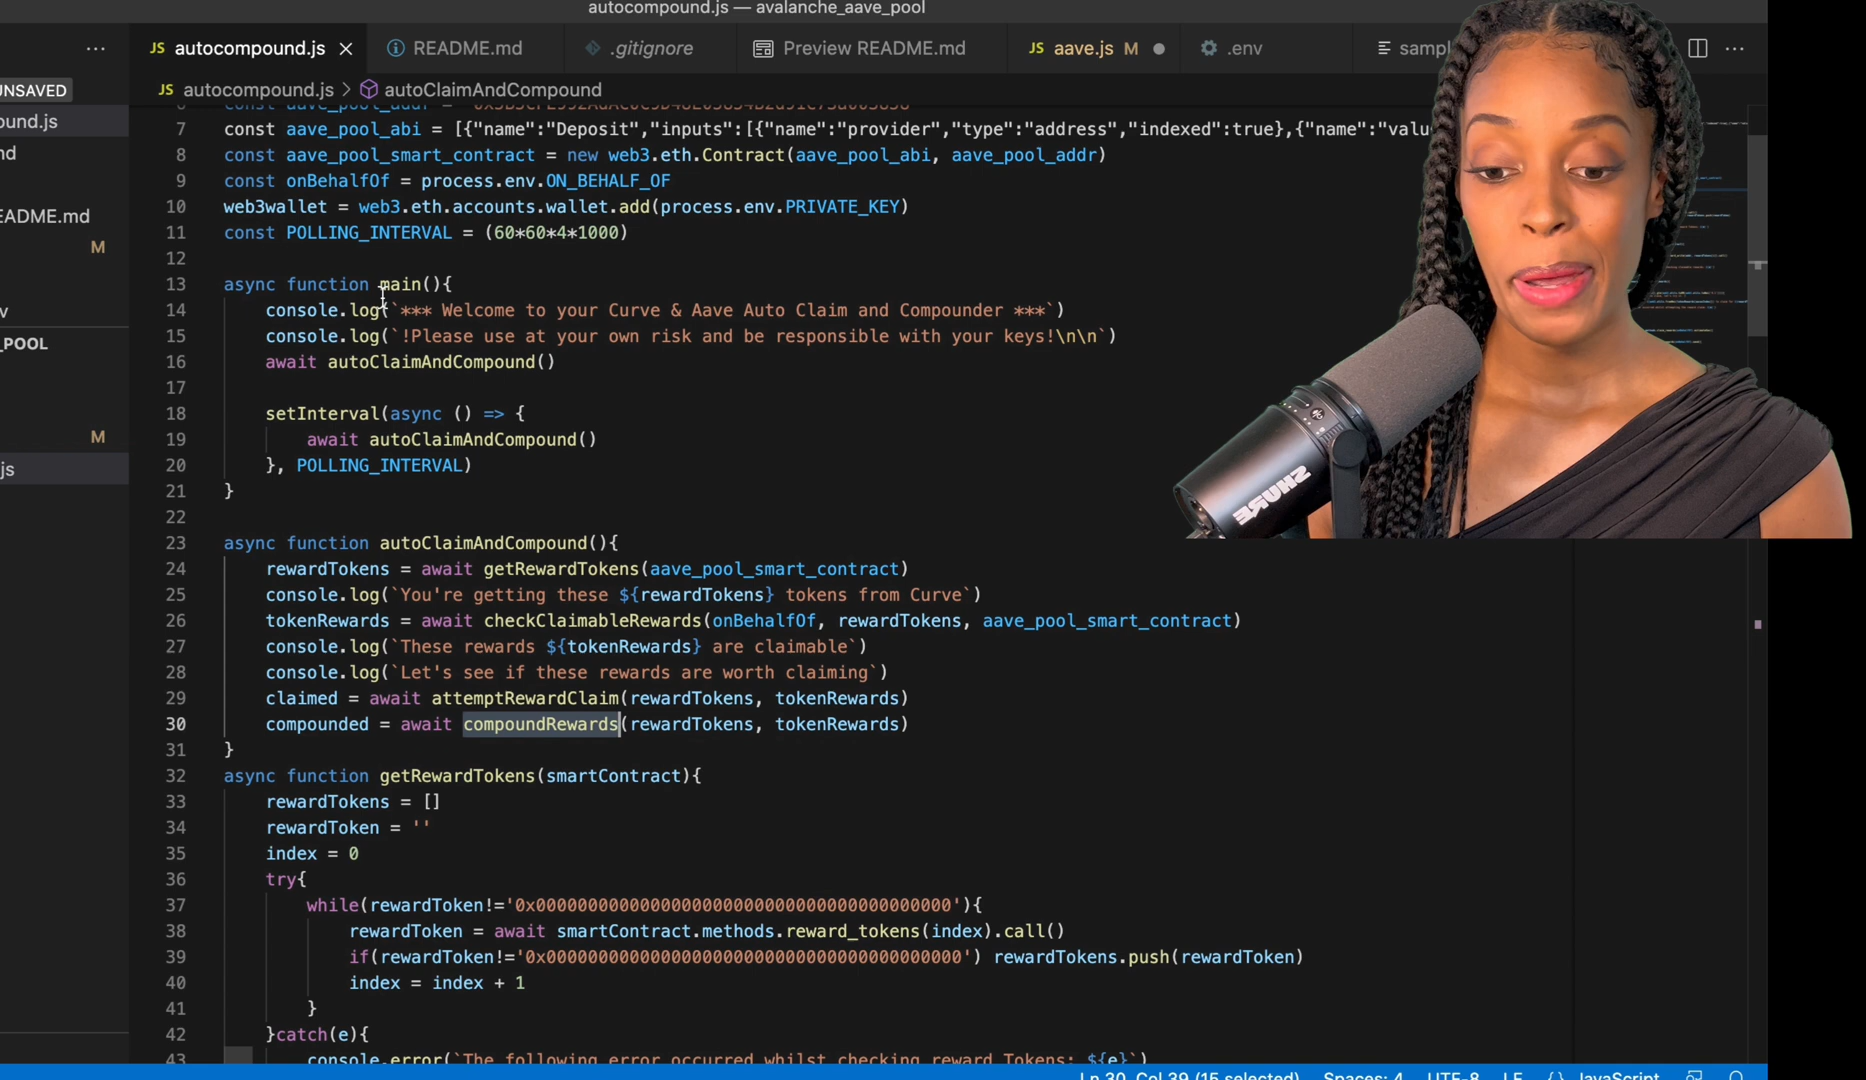 autocompound.js — avalanche_aave_pool
JS autocompound.js × README.md .gitignore Preview README.md JS aave.js M .env sampl
UNSAVED
JS autocompound.js > autoClaimAndCompound
ound.js
7 const aave_pool_abi = [{"name":"Deposit","inputs":[{"name":"provider","type":"address","indexed":true},{"name":"valu
nd
8 const aave_pool_smart_contract = new web3.eth.Contract(aave_pool_abi, aave_pool_addr)
9 const onBehalfOf = process.env.ON_BEHALF_OF
10 web3wallet = web3.eth.accounts.wallet.add(process.env.PRIVATE_KEY)
EADME.md
11 const POLLING_INTERVAL = (60*60*4*1000)
M
12
13 async function main(){
14 console.log(`*** Welcome to your Curve & Aave Auto Claim and Compounder ***`)
v
15 console.log(`!Please use at your own risk and be responsible with your keys!\n\n`)
_POOL
16 await autoClaimAndCompound()
17
18 setInterval(async () => {
19 await autoClaimAndCompound()
M
20 }, POLLING_INTERVAL)
js
21 }
22
23 async function autoClaimAndCompound(){
24 rewardTokens = await getRewardTokens(aave_pool_smart_contract)
25 console.log(`You're getting these ${rewardTokens} tokens from Curve`)
26 tokenRewards = await checkClaimableRewards(onBehalfOf, rewardTokens, aave_pool_smart_contract)
27 console.log(`These rewards ${tokenRewards} are claimable`)
28 console.log(`Let's see if these rewards are worth claiming`)
29 claimed = await attemptRewardClaim(rewardTokens, tokenRewards)
30 compounded = await compoundRewards(rewardTokens, tokenRewards)
31 }
32 async function getRewardTokens(smartContract){
33 rewardTokens = []
34 rewardToken = ''
35 index = 0
36 try{
37 while(rewardToken!='0x0000000000000000000000000000000000000000'){
38 rewardToken = await smartContract.methods.reward_tokens(index).call()
39 if(rewardToken!='0x0000000000000000000000000000000000000000') rewardTokens.push(rewardToken)
40 index = index + 1
41 }
42 }catch(e){
43 console.error(`The following error occurred whilst checking reward Tokens: ${e}`)
Ln 30, Col 39 (15 selected) Spaces: 4 UTF-8 LF {} JavaScript
SHURE